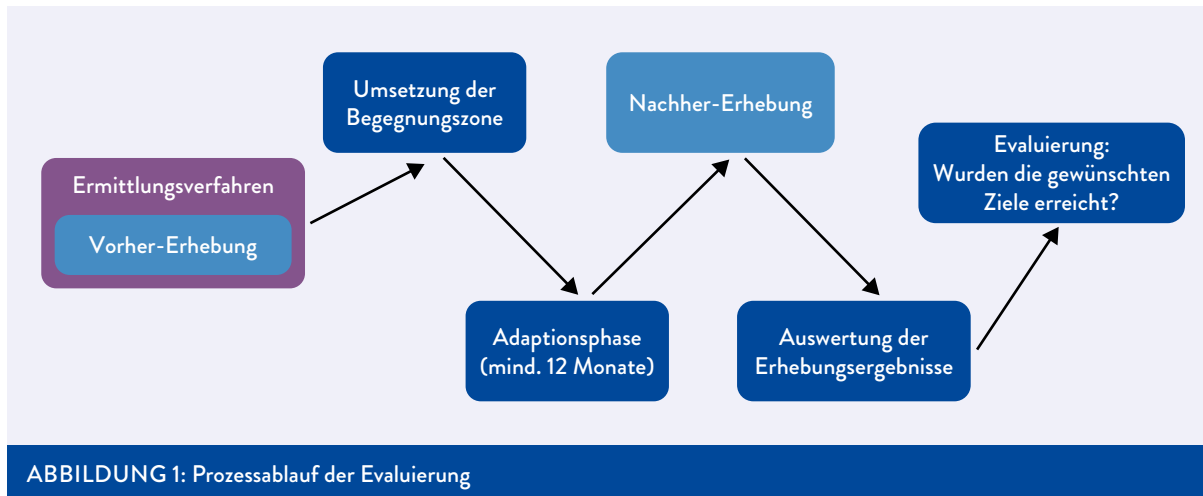 Ermittlungsverfahren
Vorher-Erhebung
Umsetzung der
Begegnungszone
Adaptionsphase
(mind. 12 Monate)
Nachher-Erhebung
Auswertung der
Erhebungsergebnisse
Evaluierung:
Wurden die gewünschten
Ziele erreicht?
ABBILDUNG 1: Prozessablauf der Evaluierung